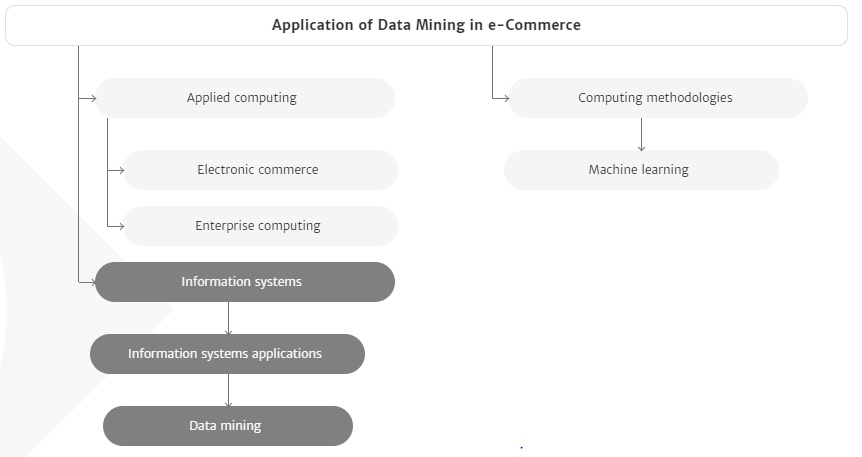 Application of Data Mining in e-Commerce
Applied computing
Electronic commerce
Enterprise computing
Information systems
Information systems applications
Data mining
Computing methodologies
Machine learning